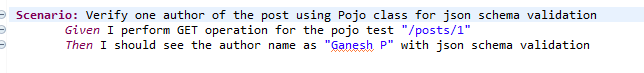 Scenario: Verify one author of the post using Pojo class for json schema validation
Given I perform GET operation for the pojo test "/posts/1"
Then I should see the author name as "Ganesh P" with json schema validation